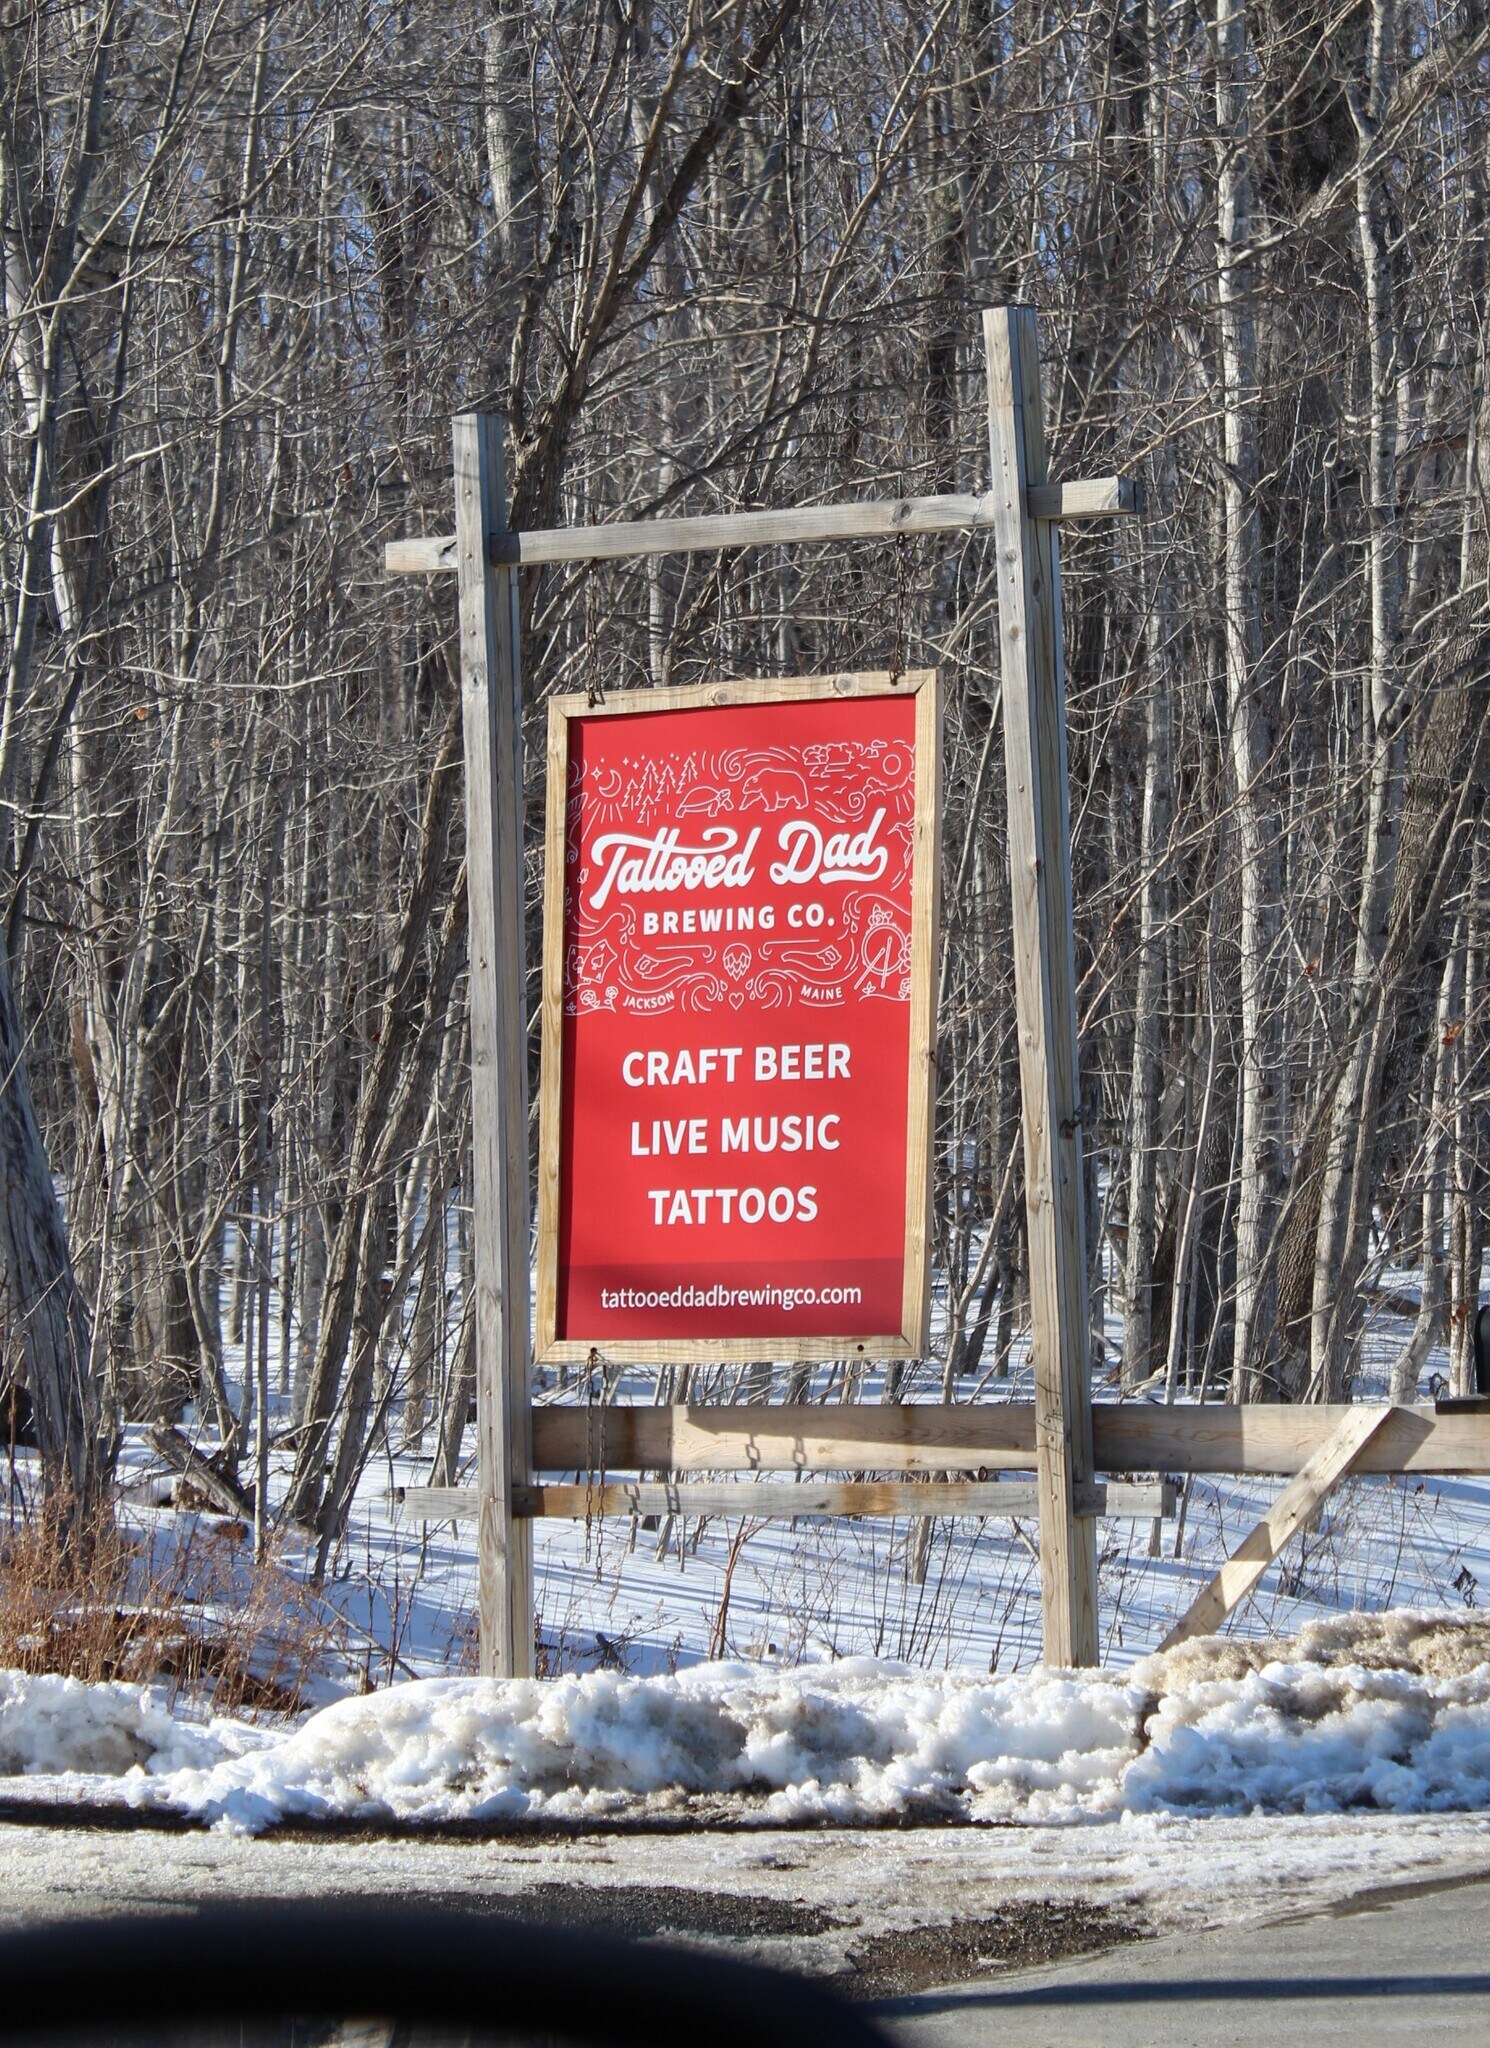 Tattooed Dad
BREWING CO.
JACKSON MAINE
CRAFT BEER
LIVE MUSIC
TATTOOS
tattooeddadbrewingco.com